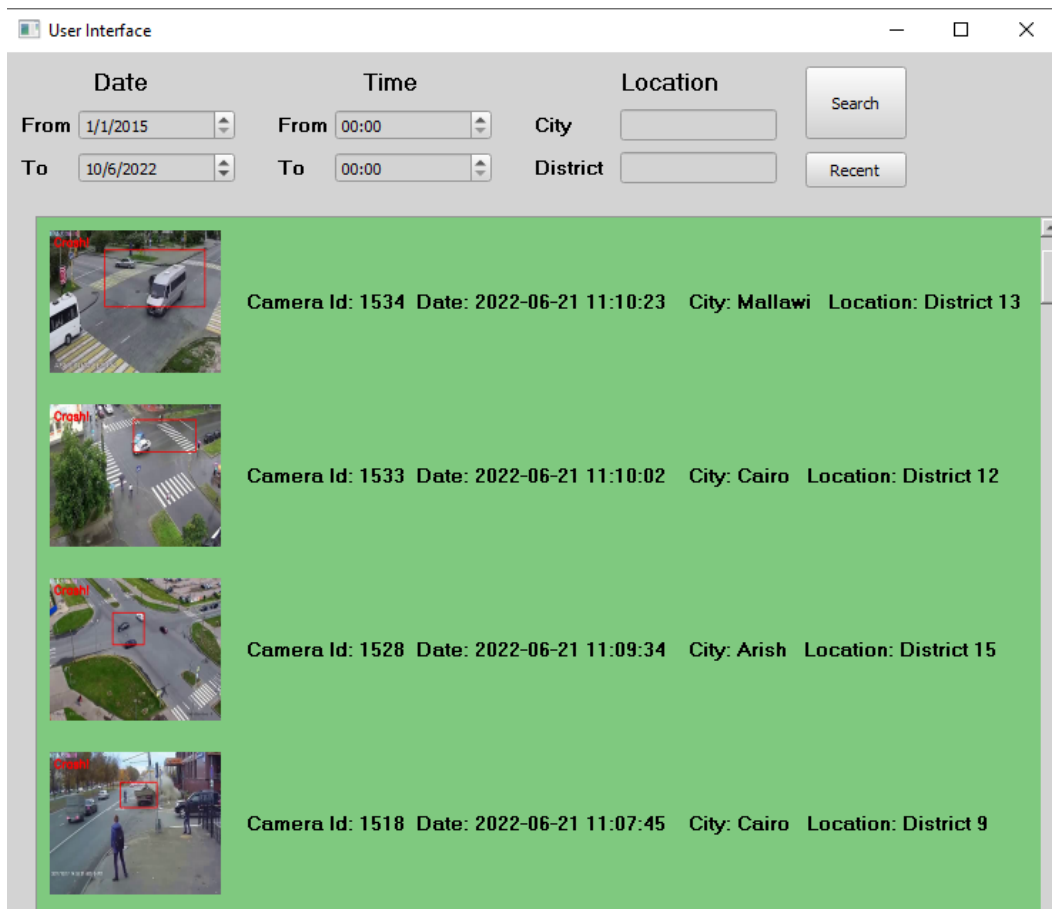 User Interface
Date Time Location
From 1/1/2015 From 00:00 City Search
To 10/6/2022 To 00:00 District Recent
Crash!
Camera Id: 1534 Date: 2022-06-21 11:10:23 City: Mallawi Location: District 13
Crash!
Camera Id: 1533 Date: 2022-06-21 11:10:02 City: Cairo Location: District 12
Crash!
Camera Id: 1528 Date: 2022-06-21 11:09:34 City: Arish Location: District 15
Crash!
Camera Id: 1518 Date: 2022-06-21 11:07:45 City: Cairo Location: District 9